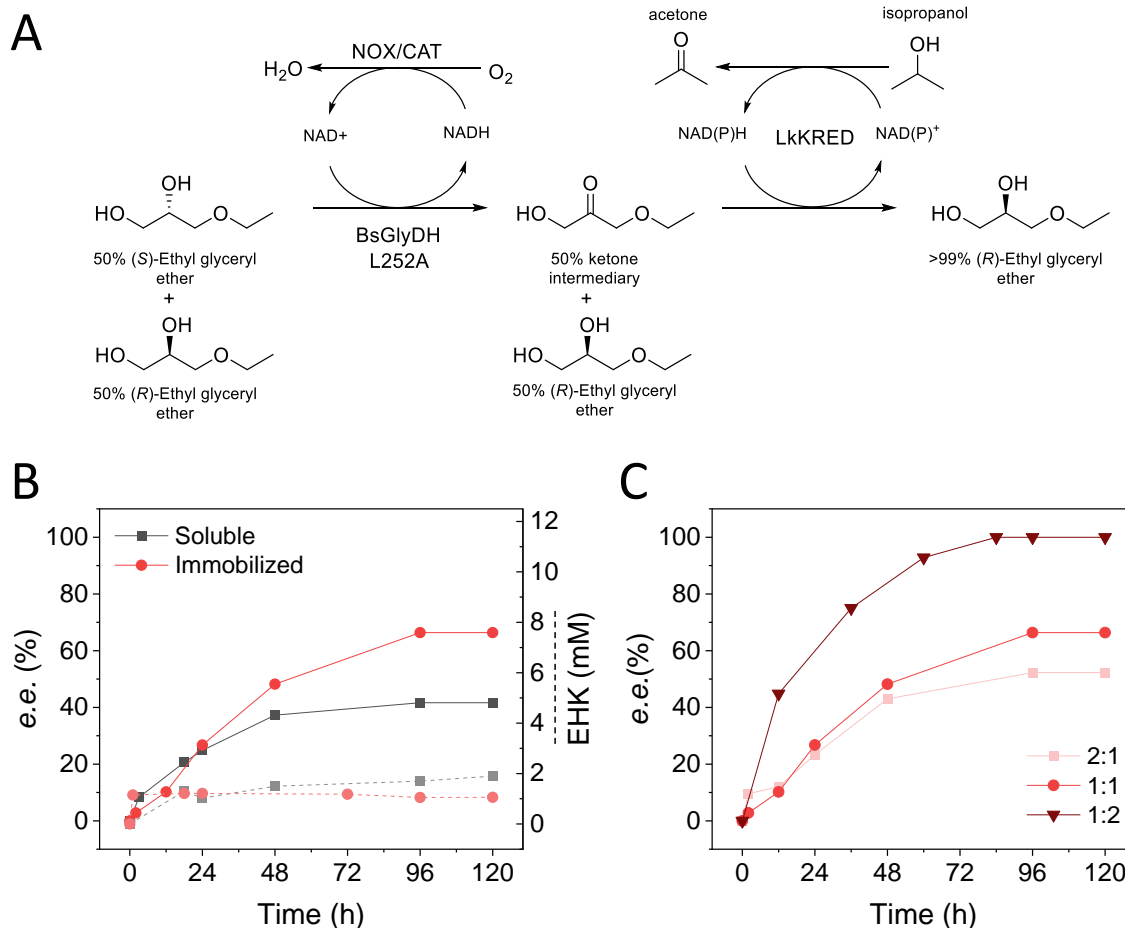 A
acetone
isopropanol
O
OH
NOX/CAT
H₂O
O₂
NAD+
NADH
NAD(P)H
LkKRED
NAD(P)⁺
OH
HO
O
BsGlyDH
L252A
O
HO
O
OH
HO
O
50% (S)-Ethyl glyceryl
ether
+
50% ketone
intermediary
+
>99% (R)-Ethyl glyceryl
ether
OH
HO
O
50% (R)-Ethyl glyceryl
ether
OH
HO
O
50% (R)-Ethyl glyceryl
ether
B
Soluble
Immobilized
e.e. (%)
100
80
60
40
20
0
12
10
8
6
4
2
0
EHK (mM)
0 24 48 72 96 120
Time (h)
C
e.e.(%)
100
80
60
40
20
0
2:1
1:1
1:2
0 24 48 72 96 120
Time (h)